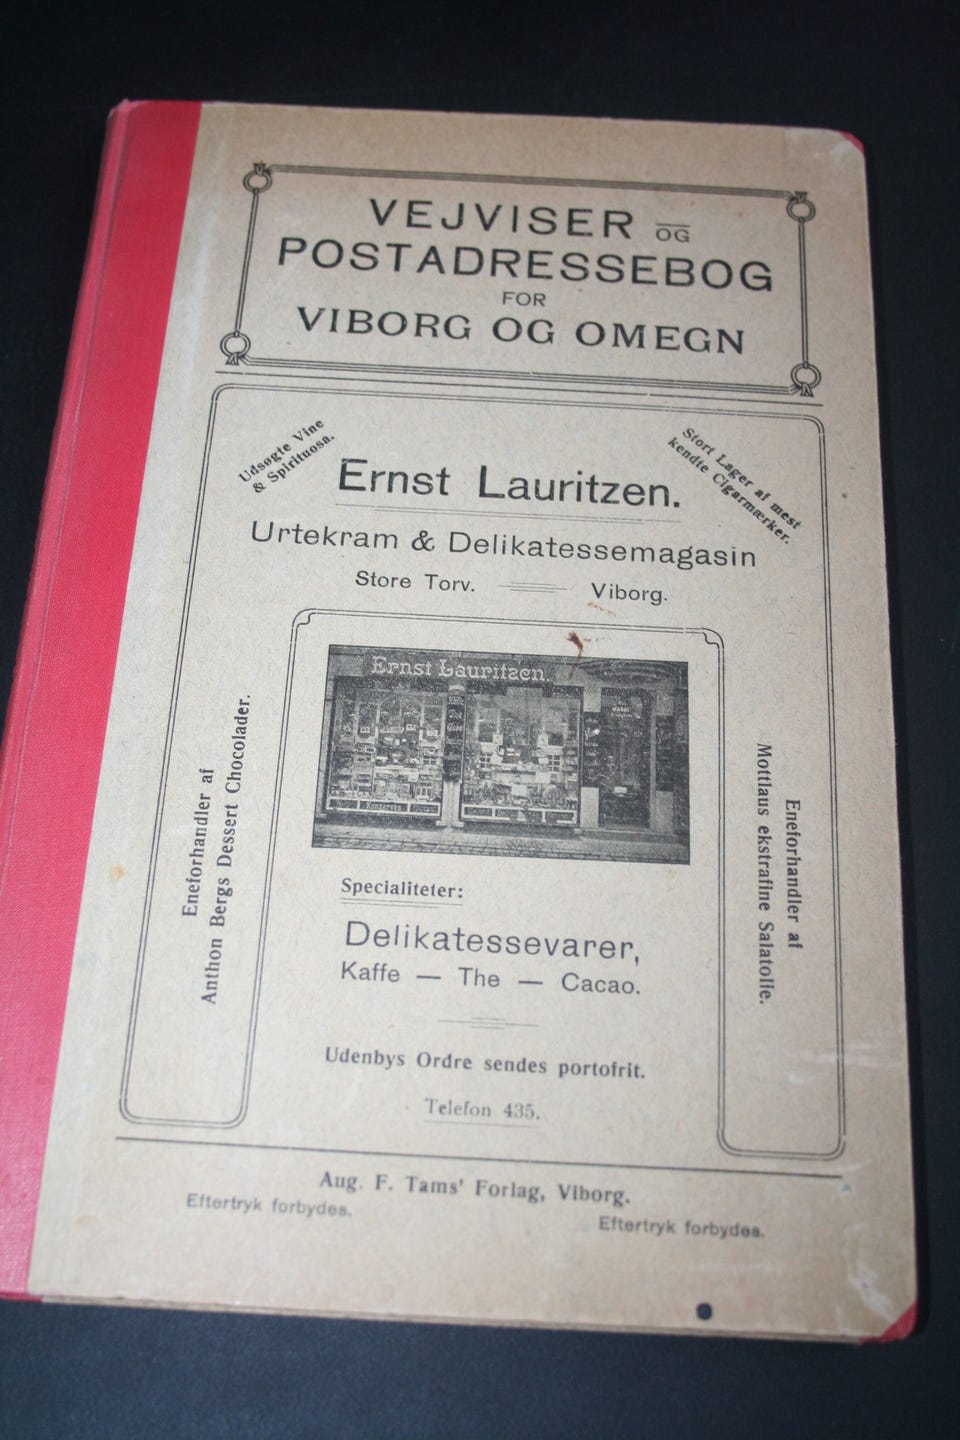 VEJVISER OG
POSTADRESSEBOG
FOR
VIBORG OG OMEGN
Udsøgte Vine
& Spirituosa.
Stort Lager af mest
kendte Cigarmærker.
Ernst Lauritzen.
Urtekram & Delikatessemagasin
Store Torv. Viborg.
Ernst Lauritzen.
Konserves
Eneforhandler af
Anthon Bergs Dessert Chocolader.
Eneforhandler af
Mottlaus ekstrafine Salatolie.
Specialiteter:
Delikatessevarer,
Kaffe — The — Cacao.
Udenbys Ordre sendes portofrit.
Telefon 435.
Aug. F. Tams' Forlag, Viborg.
Eftertryk forbydes.
Eftertryk forbydes.